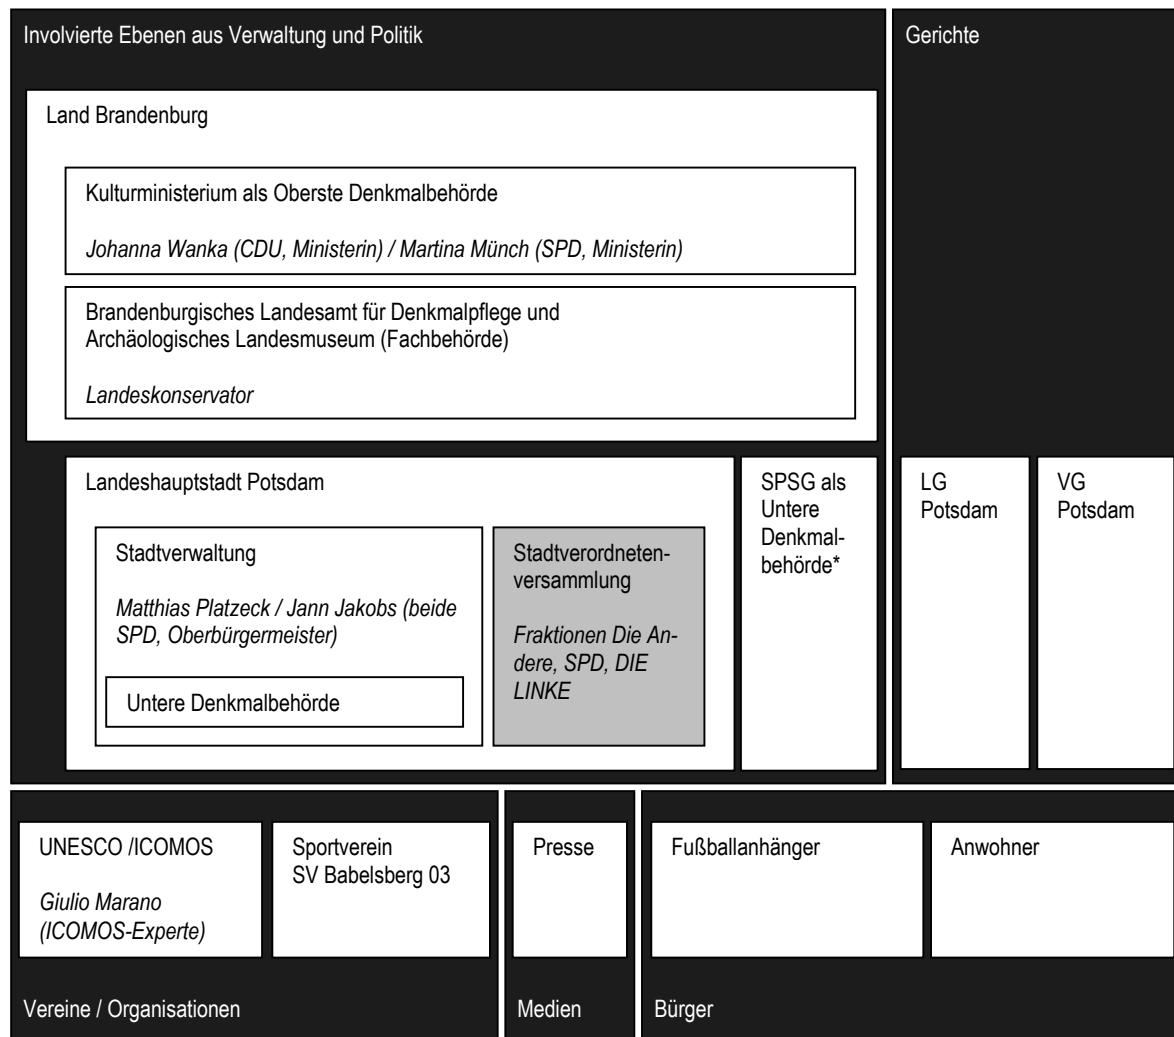 Involvierte Ebenen aus Verwaltung und Politik
Gerichte
Land Brandenburg
Kulturministerium als Oberste Denkmalbehörde
Johanna Wanka (CDU, Ministerin) / Martina Münch (SPD, Ministerin)
Brandenburgisches Landesamt für Denkmalpflege und
Archäologisches Landesmuseum (Fachbehörde)
Landeskonservator
Landeshauptstadt Potsdam
Stadtverwaltung
Matthias Platzeck / Jann Jakobs (beide
SPD, Oberbürgermeister)
Untere Denkmalbehörde
Stadtverordneten-
versammlung
Fraktionen Die An-
dere, SPD, DIE
LINKE
SPSG als
Untere
Denkmal-
behörde*
LG
Potsdam
VG
Potsdam
UNESCO /ICOMOS
Giulio Marano
(ICOMOS-Experte)
Sportverein
SV Babelsberg 03
Presse
Fußballanhänger
Anwohner
Vereine / Organisationen
Medien
Bürger